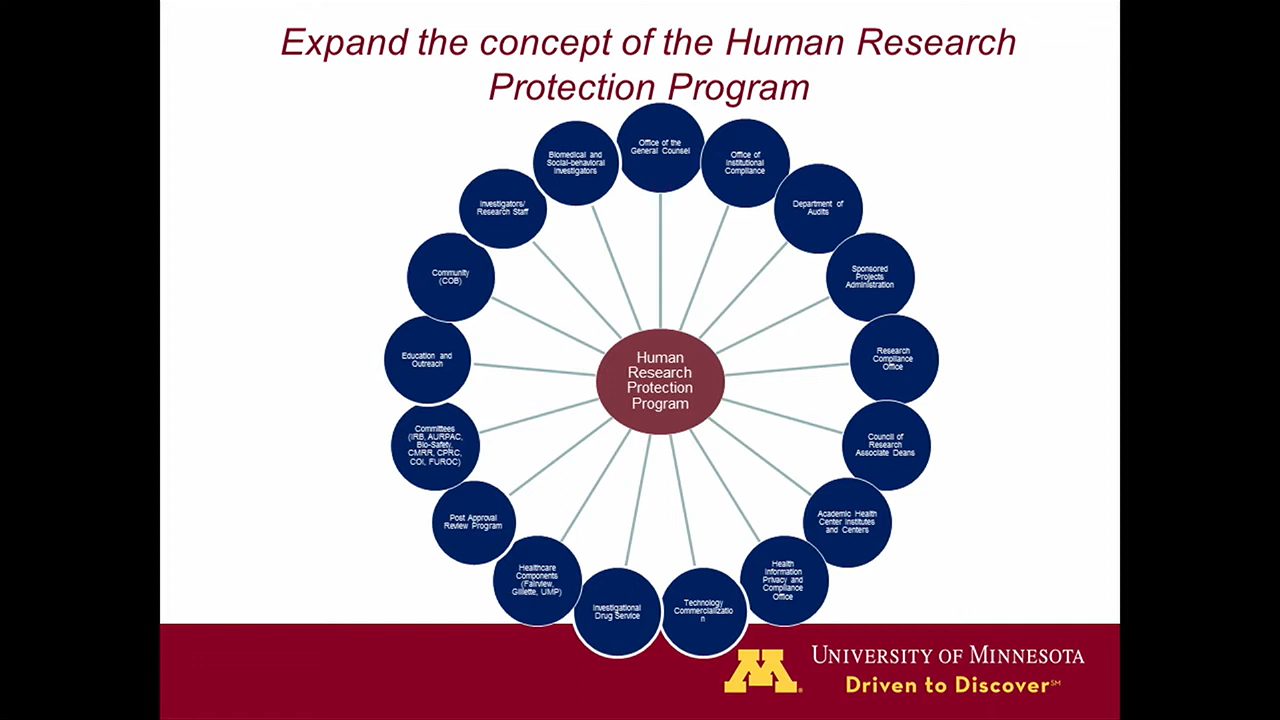 Expand the concept of the Human Research
Protection Program
Office of the
General Counsel
Office of
Institutional
Compliance
Department of
Audits
Sponsored
Projects
Administration
Research
Compliance
Office
Council of
Research
Associate Deans
Academic Health
Center Institutes
and Centers
Health
Information
Privacy and
Compliance
Office
Technology
Commercializatio
n
Investigational
Drug Service
Healthcare
Components
(Fairview,
Gillette, UMP)
Post Approval
Review Program
Committees
(IRB, AURPAC,
Bio-Safety,
CMRR, CPRC,
COI, FUROC)
Education and
Outreach
Community
(COB)
Investigators/
Research Staff
Biomedical and
Social-behavioral
Investigators
Human
Research
Protection
Program
M
UNIVERSITY OF MINNESOTA
Driven to Discover℠